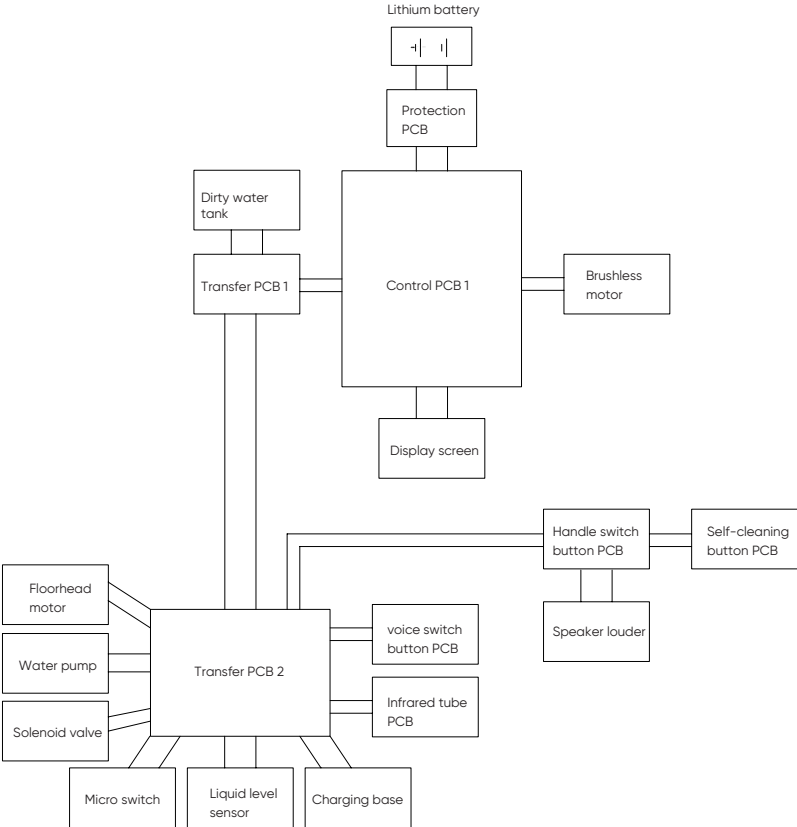 Lithium battery
Protection
PCB
Dirty water
tank
Transfer PCB 1
Control PCB 1
Brushless
motor
Display screen
Handle switch
button PCB
Self-cleaning
button PCB
Speaker louder
Floorhead
motor
voice switch
button PCB
Water pump
Transfer PCB 2
Infrared tube
PCB
Solenoid valve
Micro switch
Liquid level
sensor
Charging base